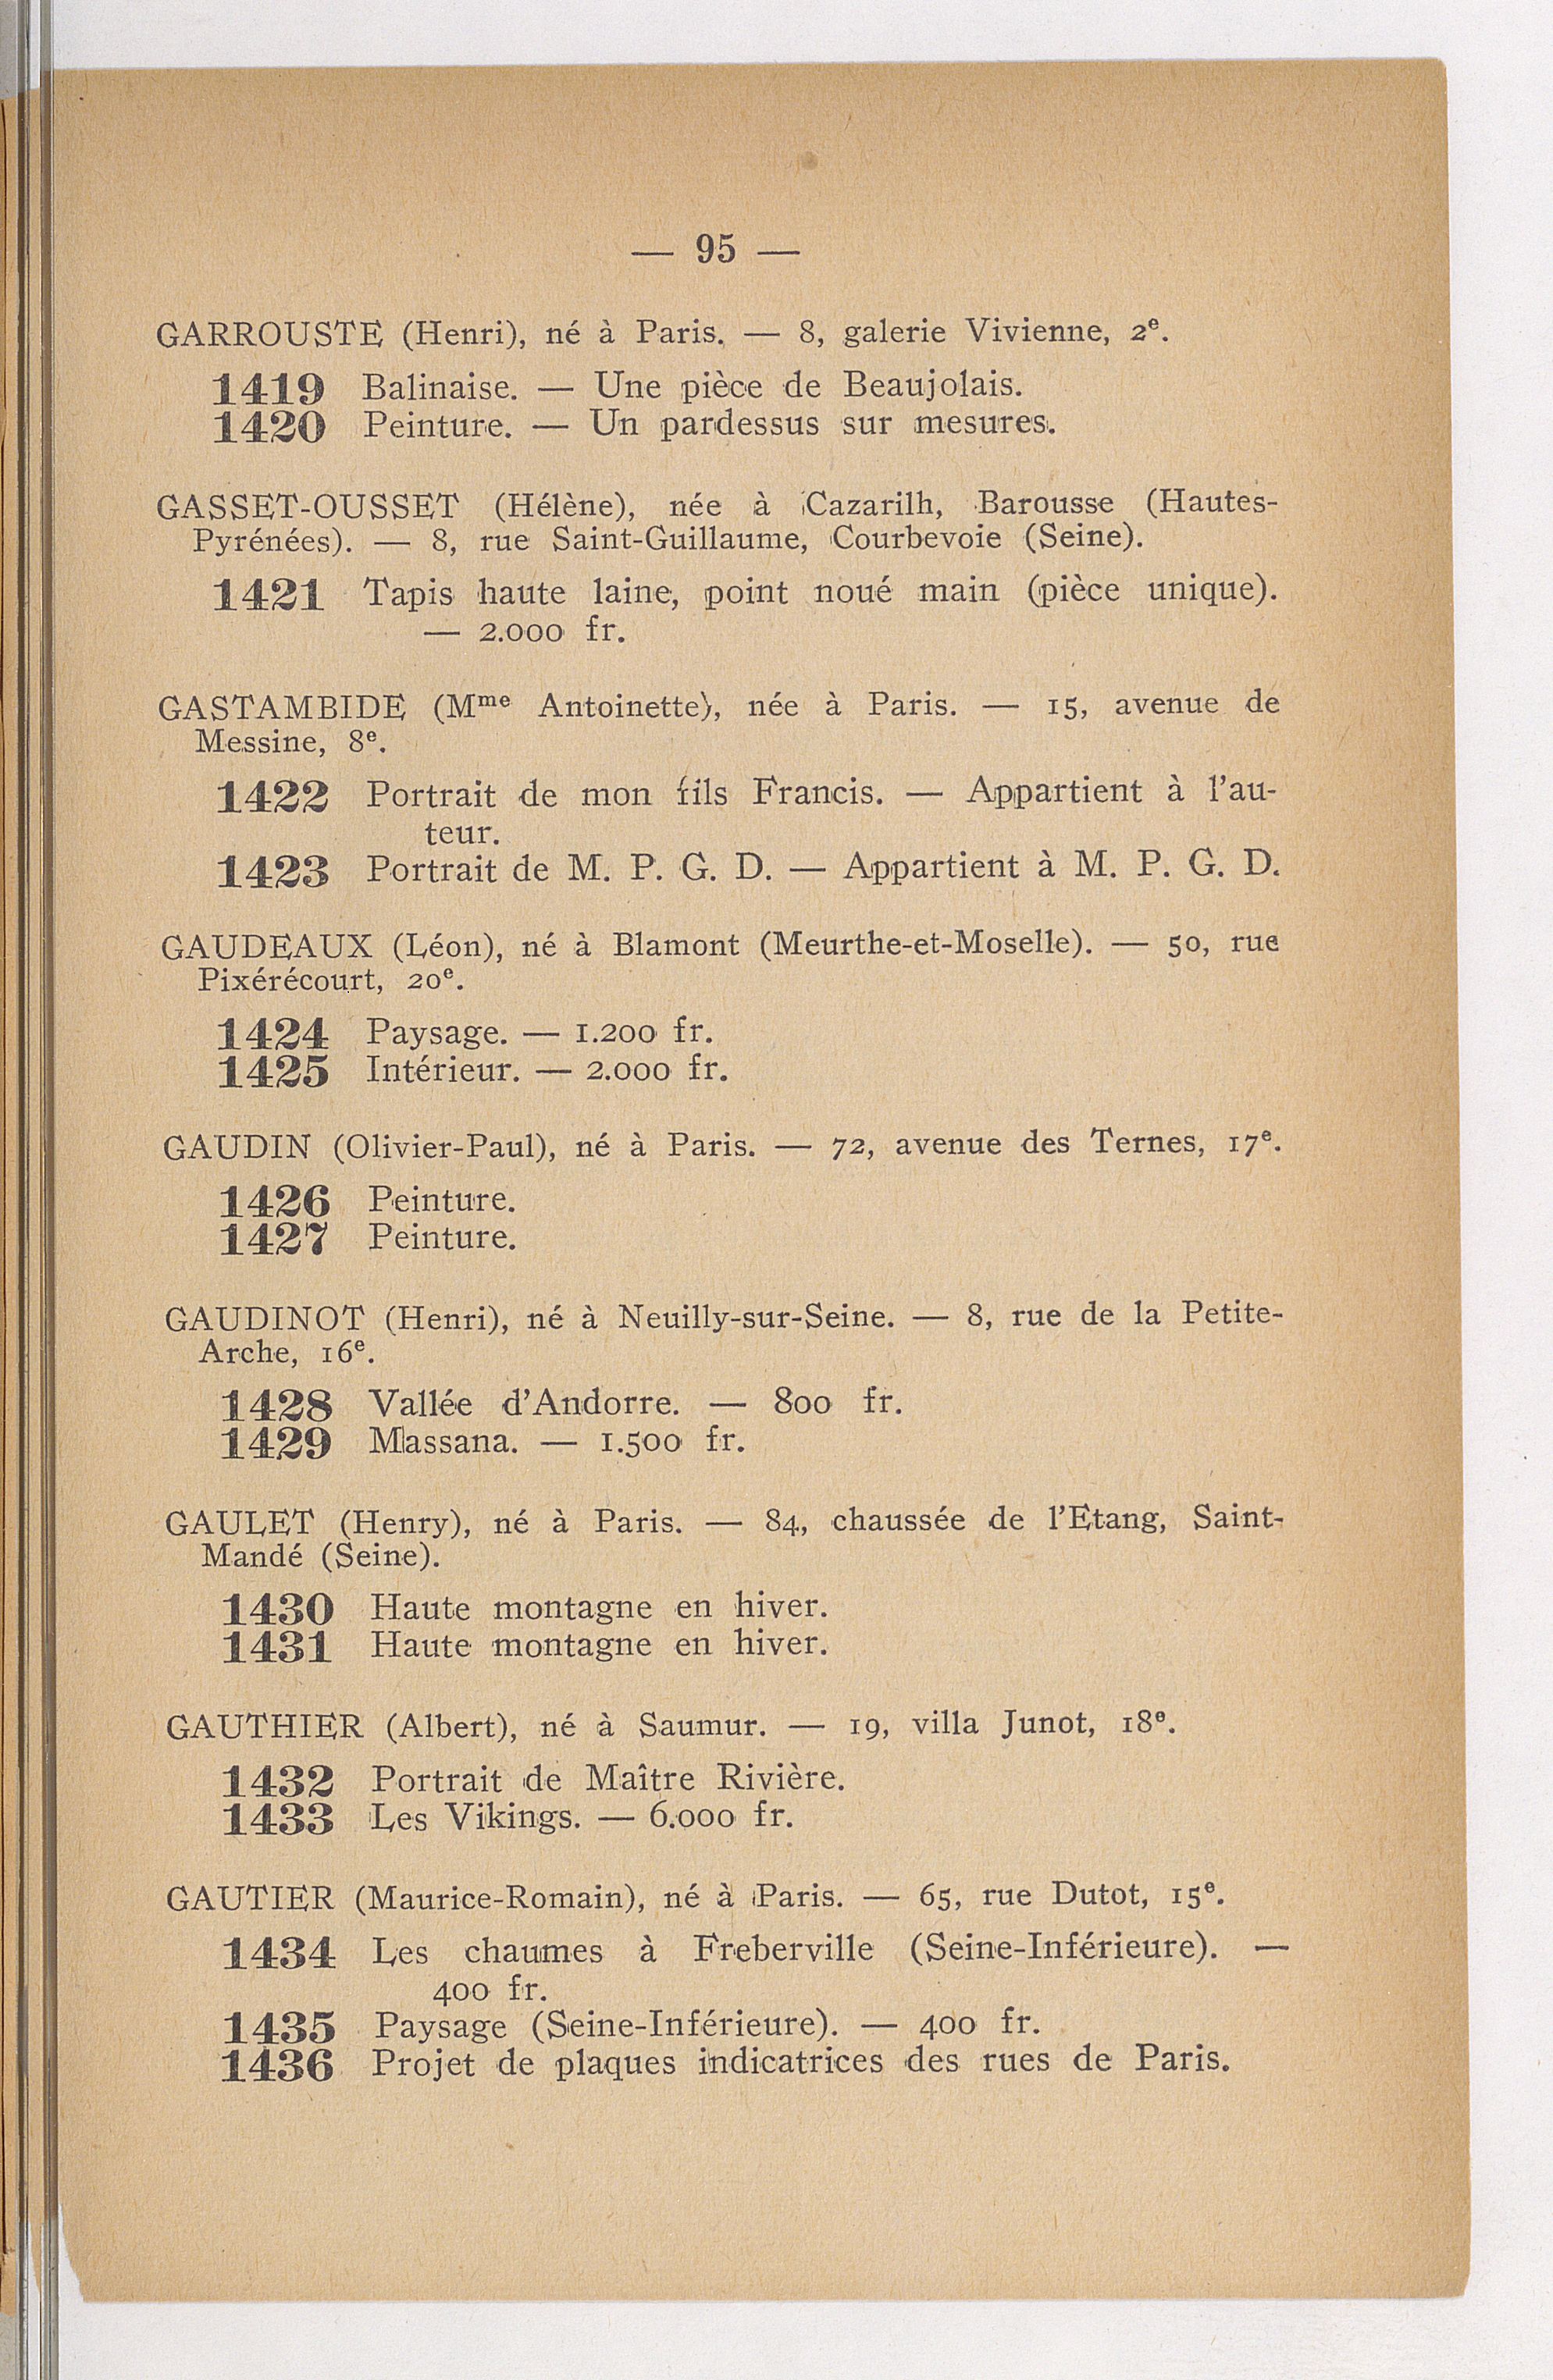 — 95 —
GARROUSTE (Henri), né à Paris. — 8, galerie Vivienne, 2e.
1419 Balinaise. — Une pièce de Beaujolais.
1420 Peinture. — Un pardessus sur mesures.
GASSET-OUSSET (Hélène), née à Cazarilh, Barousse (Hautes-
Pyrénées). — 8, rue Saint-Guillaume, Courbevoie (Seine).
1421 Tapis haute laine, point noué main (pièce unique).
— 2.000 fr.
GASTAMBIDE (Mme Antoinette), née à Paris. — 15, avenue de
Messine, 8e.
1422 Portrait de mon fils Francis. — Appartient à l'au-
teur.
1423 Portrait de M. P. G. D. — Appartient à M. P. G. D.
GAUDEAUX (Léon), né à Blamont (Meurthe-et-Moselle). — 50, rue
Pixérécourt, 20e.
1424 Paysage. — 1.200 fr.
1425 Intérieur. — 2.000 fr.
GAUDIN (Olivier-Paul), né à Paris. — 72, avenue des Ternes, 17e.
1426 Peinture.
1427 Peinture.
GAUDINOT (Henri), né à Neuilly-sur-Seine. — 8, rue de la Petite-
Arche, 16e.
1428 Vallée d'Andorre. — 800 fr.
1429 Massana. — 1.500 fr.
GAULET (Henry), né à Paris. — 84, chaussée de l'Etang, Saint-
Mandé (Seine).
1430 Haute montagne en hiver.
1431 Haute montagne en hiver.
GAUTHIER (Albert), né à Saumur. — 19, villa Junot, 18e.
1432 Portrait de Maître Rivière.
1433 Les Vikings. — 6.000 fr.
GAUTIER (Maurice-Romain), né à Paris. — 65, rue Dutot, 15e.
1434 Les chaumes à Freberville (Seine-Inférieure). —
400 fr.
1435 Paysage (Seine-Inférieure). — 400 fr.
1436 Projet de plaques indicatrices des rues de Paris.